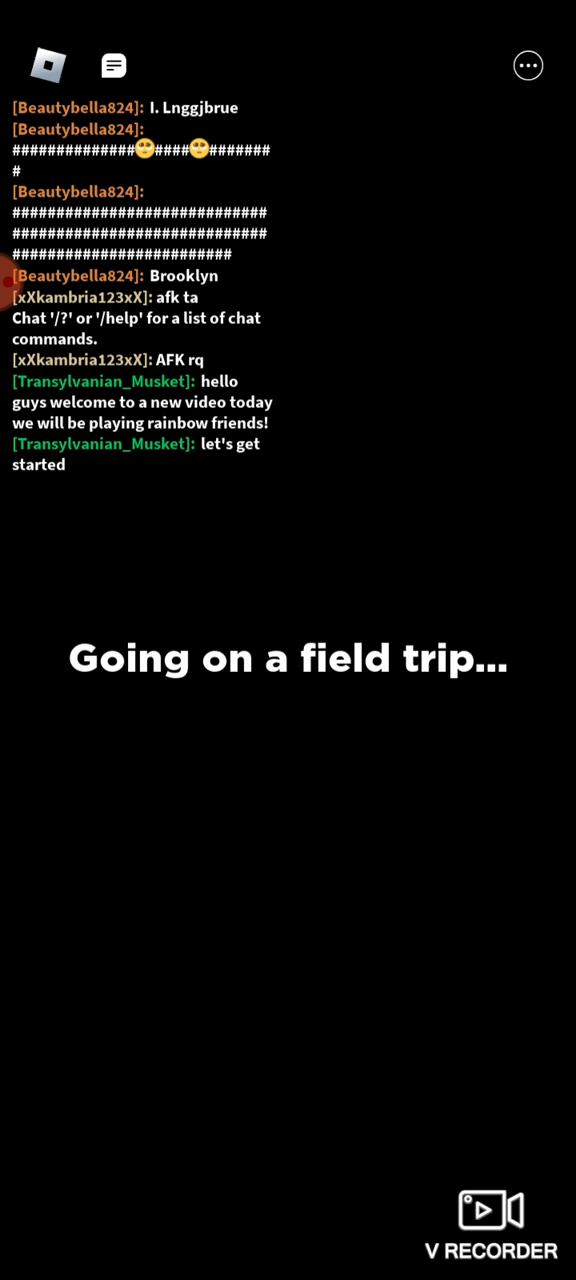 [Beautybella824]: I. Lnggjbrue
[Beautybella824]:
##############🥺####🥺#######
#
[Beautybella824]:
#############################
#############################
#########################
[Beautybella824]: Brooklyn
[xXkambria123xX]: afk ta
Chat '/?' or '/help' for a list of chat
commands.
[xXkambria123xX]: AFK rq
[Transylvanian_Musket]: hello
guys welcome to a new video today
we will be playing rainbow friends!
[Transylvanian_Musket]: let's get
started
Going on a field trip...
V RECORDER